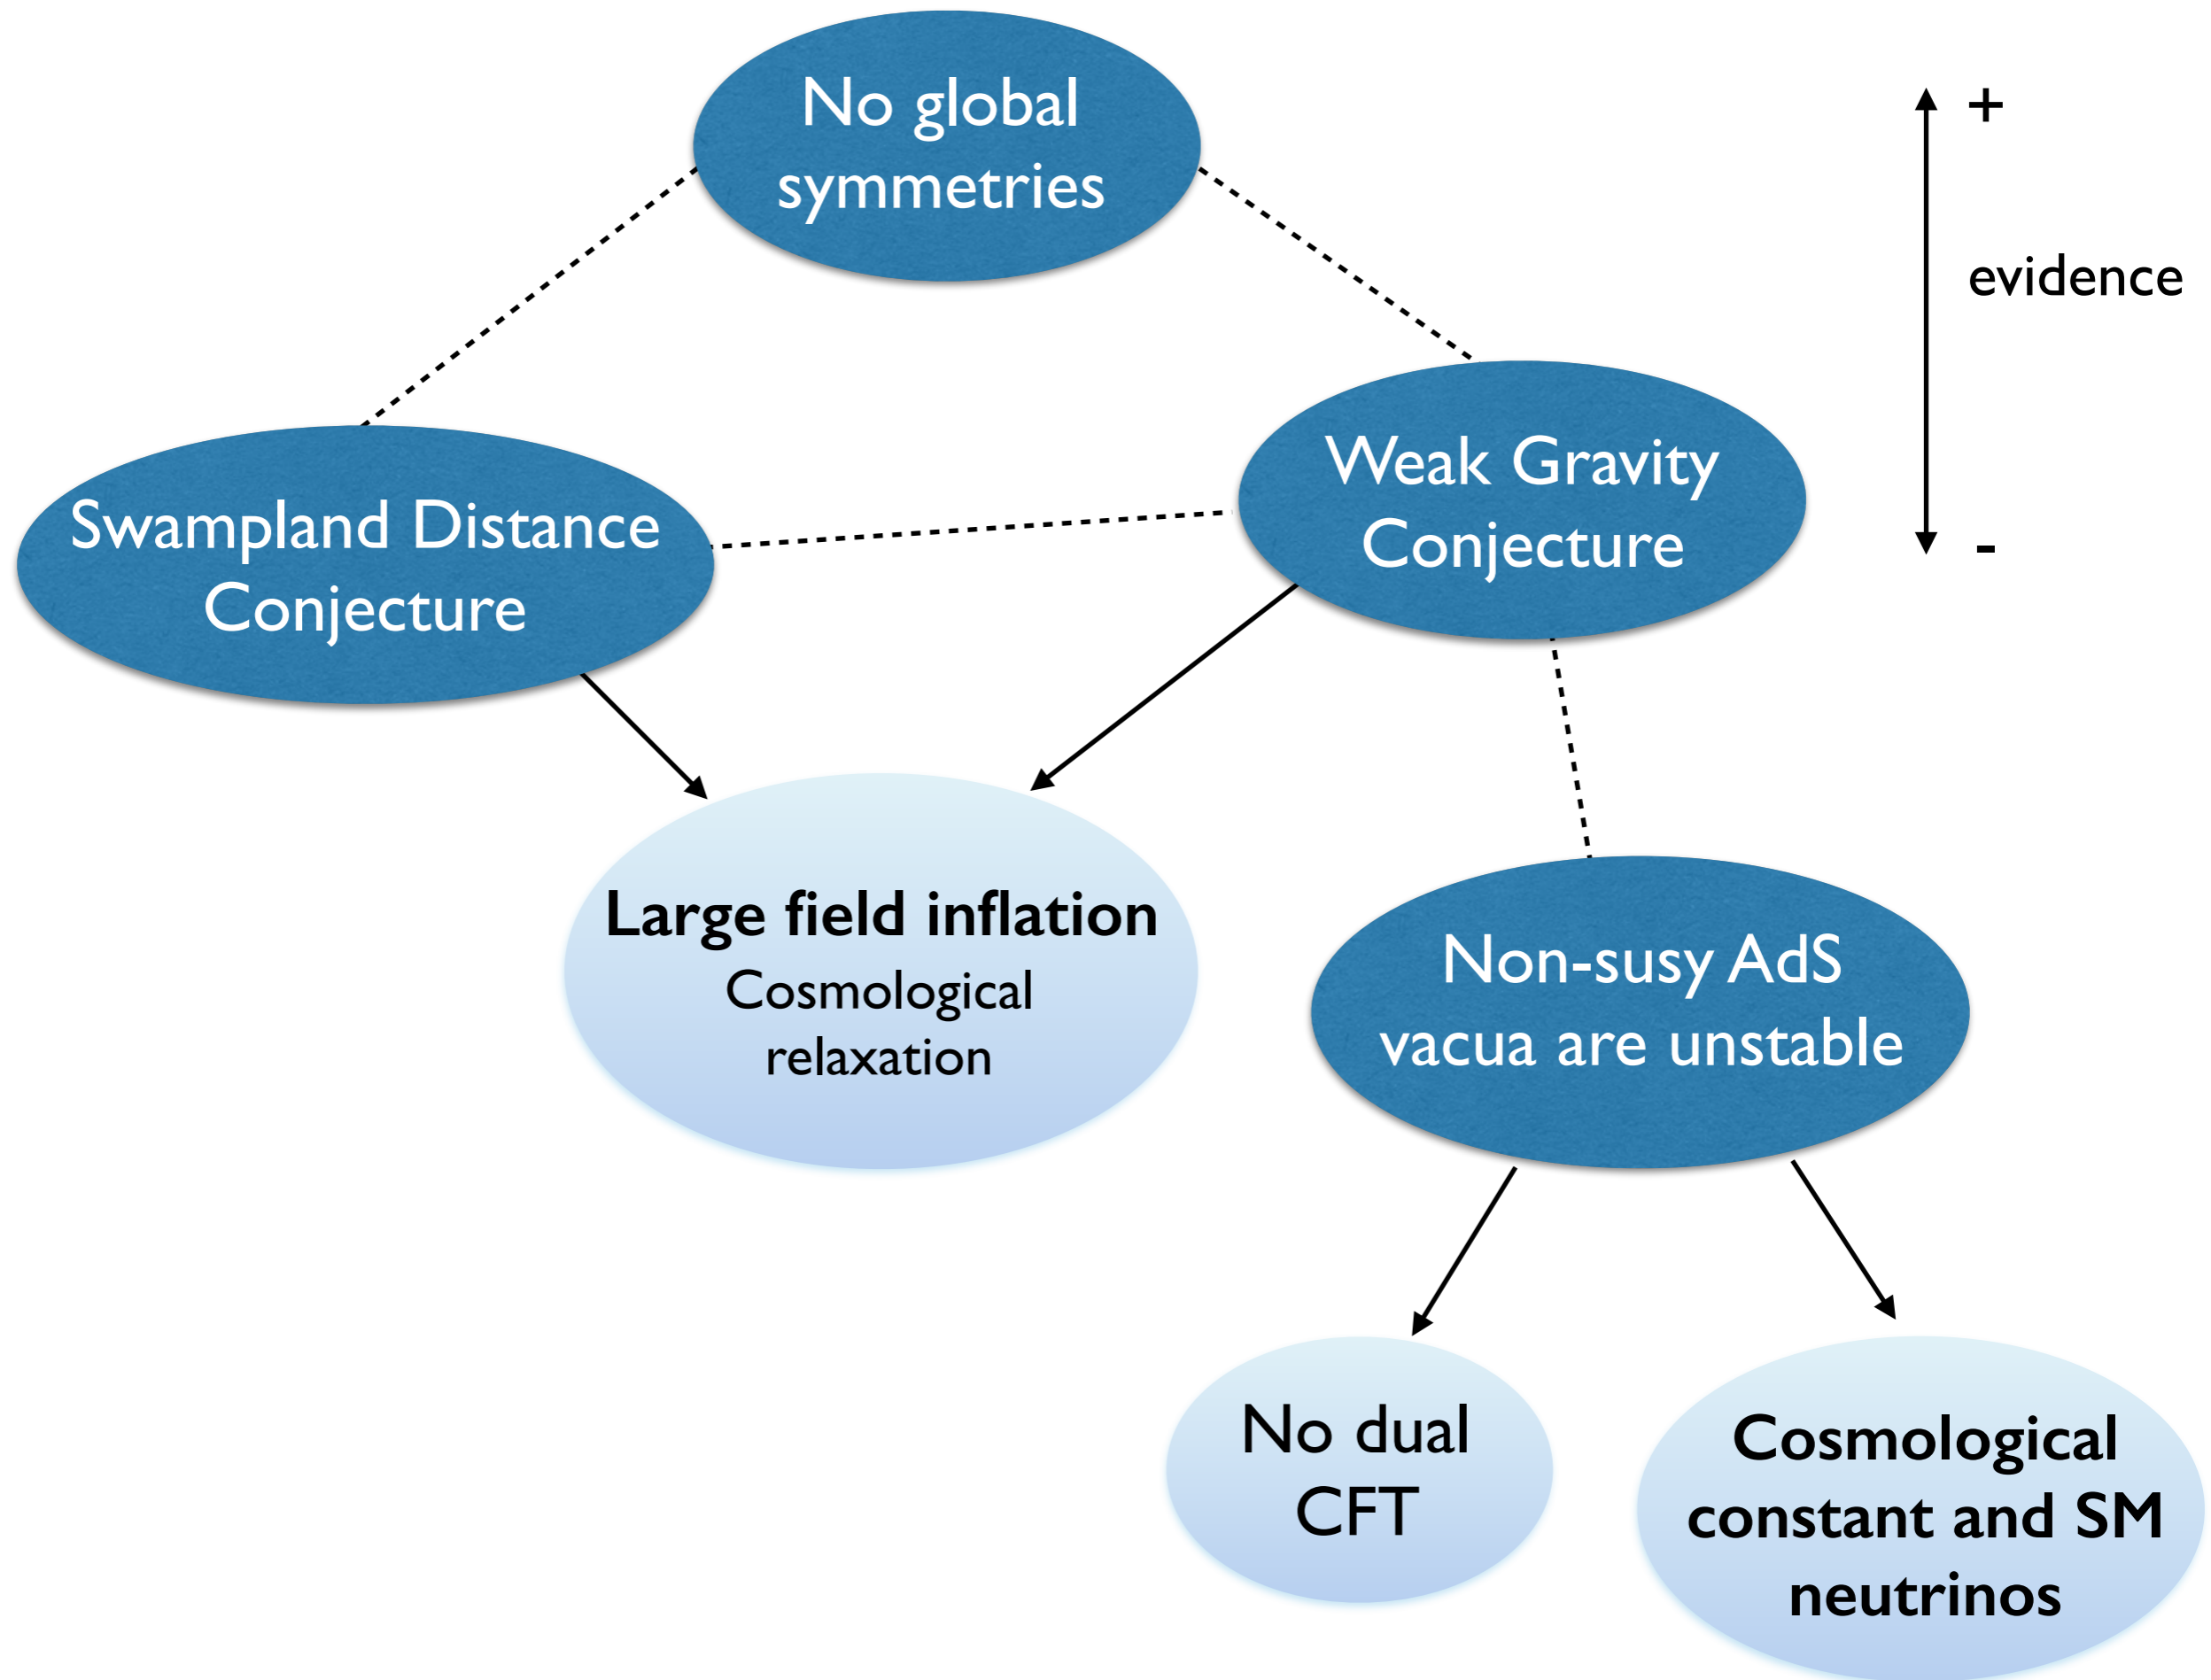 No global
symmetries
+
evidence
-
Weak Gravity
Conjecture
Swampland Distance
Conjecture
Large field inflation
Cosmological
relaxation
Non-susy AdS
vacua are unstable
No dual
CFT
Cosmological
constant and SM
neutrinos